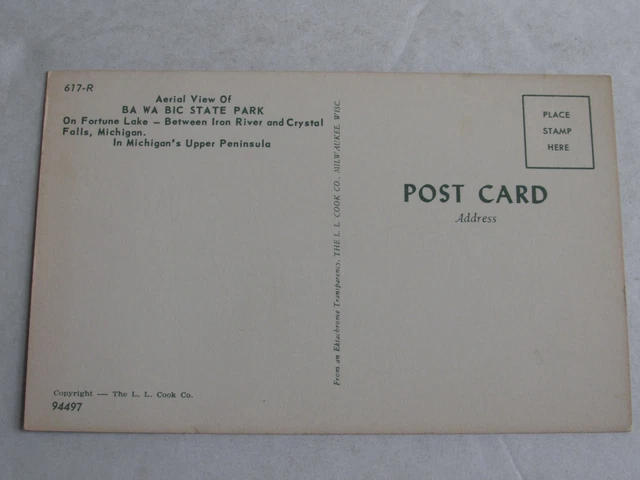 617-R
Aerial View Of
BA WA BIC STATE PARK
On Fortune Lake — Between Iron River and Crystal
Falls, Michigan.
In Michigan's Upper Peninsula
Copyright — The L. L. Cook Co.
94497
From an Ektachrome Transparency, THE L. L. COOK CO., MILWAUKEE, WISC.
PLACE
STAMP
HERE
POST CARD
Address